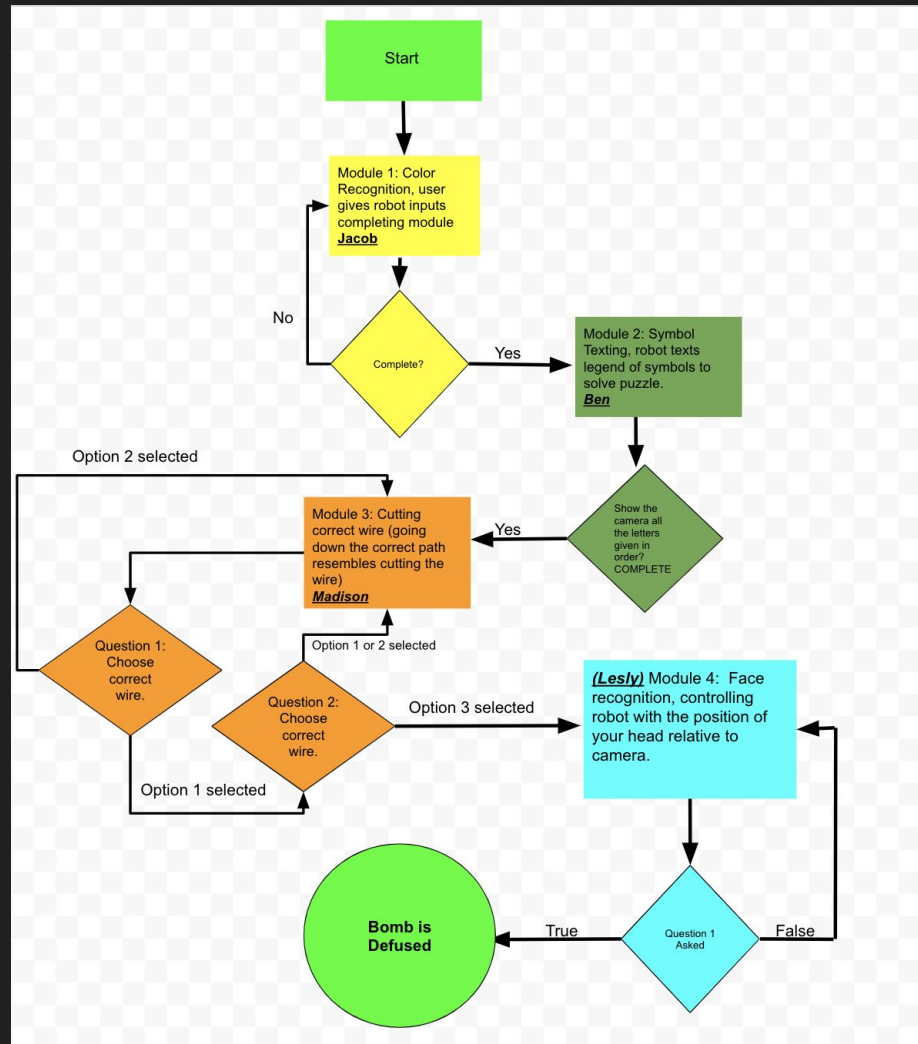 Start
Module 1: Color
Recognition, user
gives robot inputs
completing module
Jacob
No
Complete?
Yes
Module 2: Symbol
Texting, robot texts
legend of symbols to
solve puzzle.
Ben
Show the
camera all
the letters
given in
order?
COMPLETE
Yes
Option 2 selected
Module 3: Cutting
correct wire (going
down the correct path
resembles cutting the
wire)
Madison
Question 1:
Choose
correct
wire.
Option 1 selected
Option 1 or 2 selected
Question 2:
Choose
correct
wire.
Option 3 selected
(Lesly) Module 4:  Face
recognition, controlling
robot with the position of
your head relative to
camera.
Question 1
Asked
False
True
Bomb is
Defused